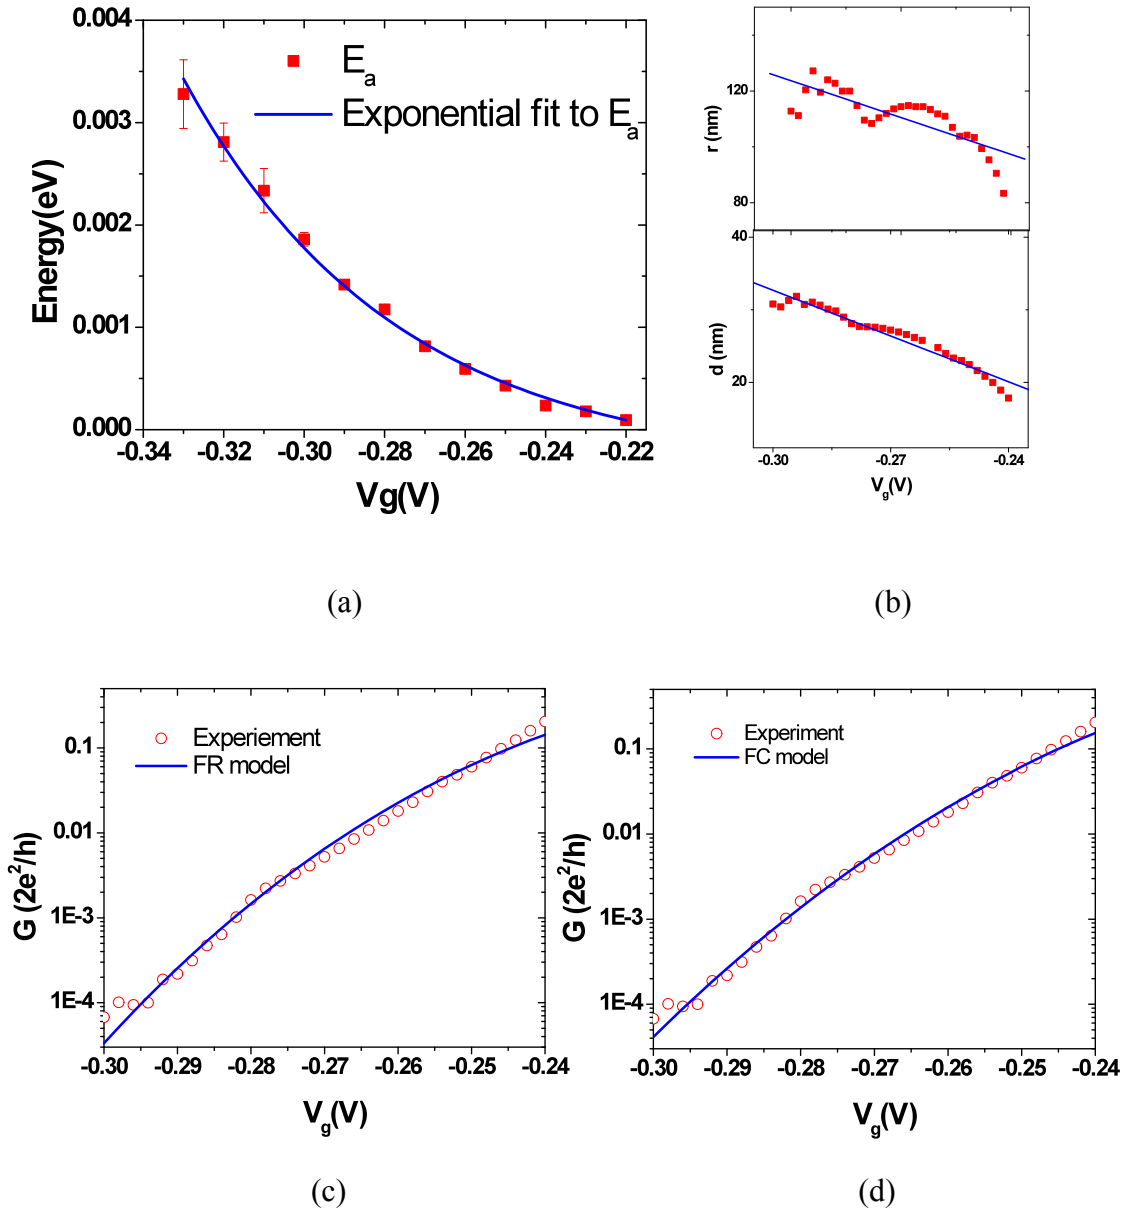 0.004
0.003
0.002
0.001
0.000
Energy(eV)
E_a
Exponential fit to E_a
-0.34 -0.32 -0.30 -0.28 -0.26 -0.24 -0.22
Vg(V)
(a)
120
80
r (nm)
40
20
d (nm)
-0.30 -0.27 -0.24
V_g(V)
(b)
0.1
0.01
1E-3
1E-4
G (2e²/h)
Experiement
FR model
-0.30 -0.29 -0.28 -0.27 -0.26 -0.25 -0.24
V_g(V)
(c)
0.1
0.01
1E-3
1E-4
G (2e²/h)
Experiment
FC model
-0.30 -0.29 -0.28 -0.27 -0.26 -0.25 -0.24
V_g(V)
(d)